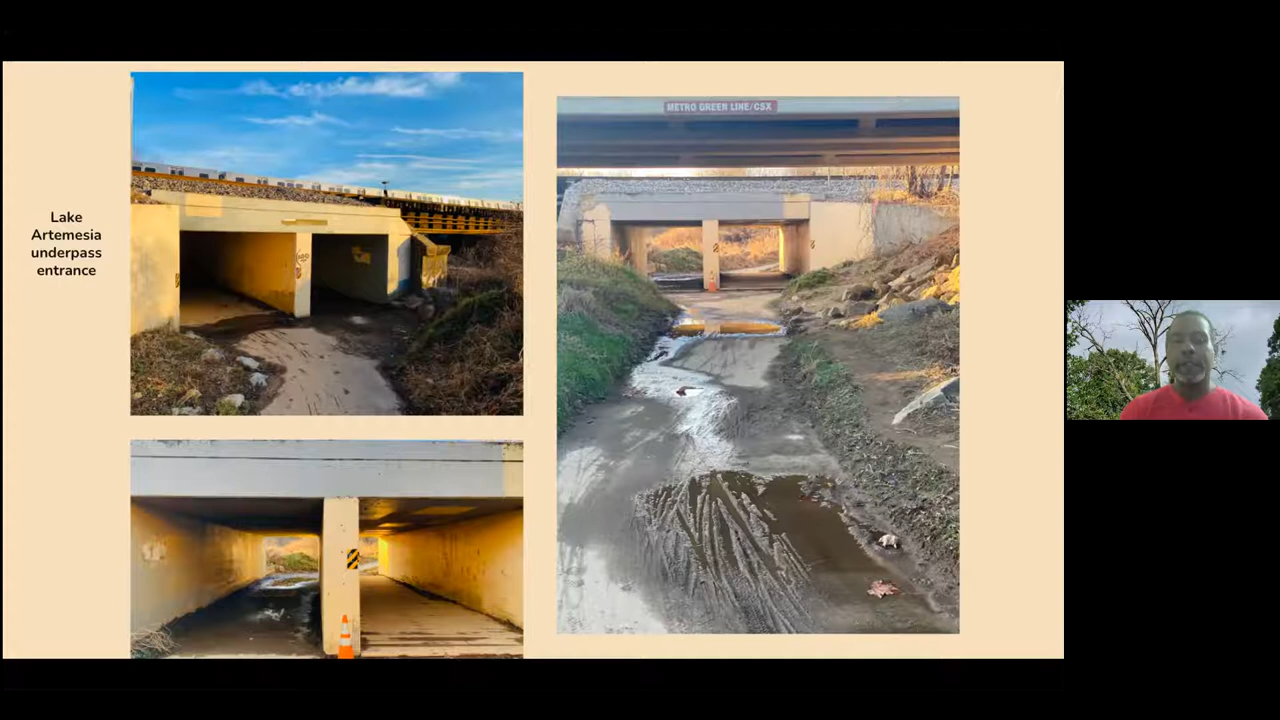 Lake
Artemesia
underpass
entrance
METRO GREEN LINE/CSX